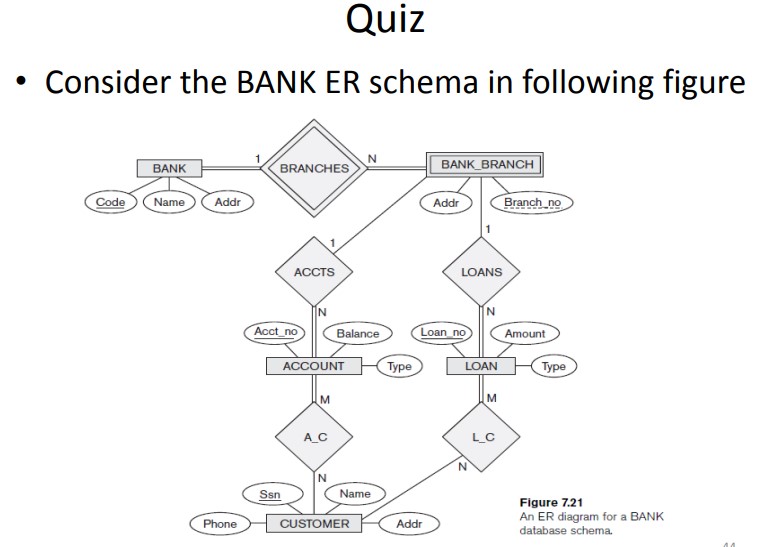 Quiz
• Consider the BANK ER schema in following figure
1 N
BANK BRANCHES BANK_BRANCH
Code Name Addr Addr Branch_no
1 1
ACCTS LOANS
N N
Acct_no Balance Loan_no Amount
ACCOUNT Type LOAN Type
M M
A_C L_C
N N
Ssn Name
Phone CUSTOMER Addr
Figure 7.21
An ER diagram for a BANK
database schema.
44